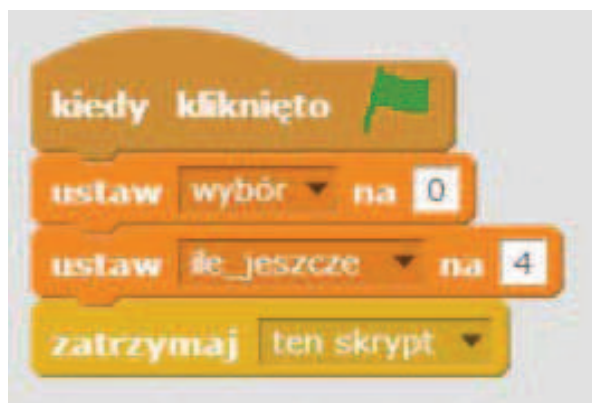 kiedy kliknięto
ustaw wybór na 0
ustaw ile_jeszcze na 4
zatrzymaj ten skrypt